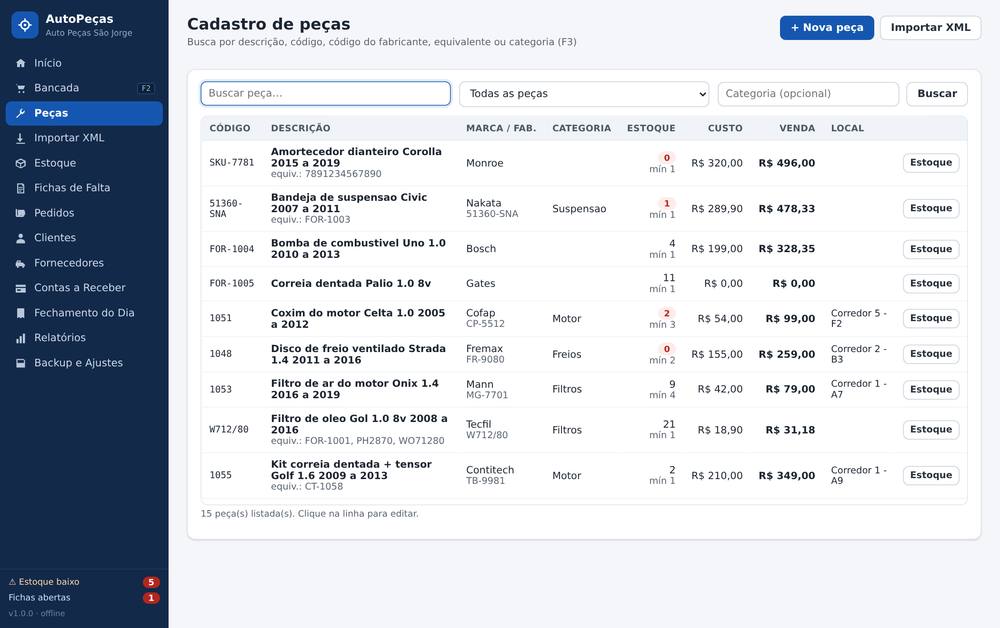 AutoPeças
Auto Peças São Jorge
Início
Bancada F2
Peças
Importar XML
Estoque
Fichas de Falta
Pedidos
Clientes
Fornecedores
Contas a Receber
Fechamento do Dia
Relatórios
Backup e Ajustes
⚠ Estoque baixo 5
Fichas abertas 1
v1.0.0 · offline
Cadastro de peças
Busca por descrição, código, código do fabricante, equivalente ou categoria (F3)
+ Nova peça
Importar XML
Buscar peça...
Todas as peças
Categoria (opcional)
Buscar
CÓDIGO DESCRIÇÃO MARCA / FAB. CATEGORIA ESTOQUE CUSTO VENDA LOCAL
SKU-7781 Amortecedor dianteiro Corolla 2015 a 2019 equiv.: 7891234567890 Monroe 0 mín 1 R$ 320,00 R$ 496,00 Estoque
51360-SNA Bandeja de suspensao Civic 2007 a 2011 equiv.: FOR-1003 Nakata 51360-SNA Suspensao 1 mín 1 R$ 289,90 R$ 478,33 Estoque
FOR-1004 Bomba de combustivel Uno 1.0 2010 a 2013 Bosch 4 mín 1 R$ 199,00 R$ 328,35 Estoque
FOR-1005 Correia dentada Palio 1.0 8v Gates 11 mín 1 R$ 0,00 R$ 0,00 Estoque
1051 Coxim do motor Celta 1.0 2005 a 2012 Cofap CP-5512 Motor 2 mín 3 R$ 54,00 R$ 99,00 Corredor 5 - F2 Estoque
1048 Disco de freio ventilado Strada 1.4 2011 a 2016 Fremax FR-9080 Freios 0 mín 2 R$ 155,00 R$ 259,00 Corredor 2 - B3 Estoque
1053 Filtro de ar do motor Onix 1.4 2016 a 2019 Mann MG-7701 Filtros 9 mín 4 R$ 42,00 R$ 79,00 Corredor 1 - A7 Estoque
W712/80 Filtro de oleo Gol 1.0 8v 2008 a 2016 equiv.: FOR-1001, PH2870, WO71280 Tecfil W712/80 Filtros 21 mín 1 R$ 18,90 R$ 31,18 Estoque
1055 Kit correia dentada + tensor Golf 1.6 2009 a 2013 equiv.: CT-1058 Contitech TB-9981 Motor 2 mín 1 R$ 210,00 R$ 349,00 Corredor 1 - A9 Estoque
15 peça(s) listada(s). Clique na linha para editar.